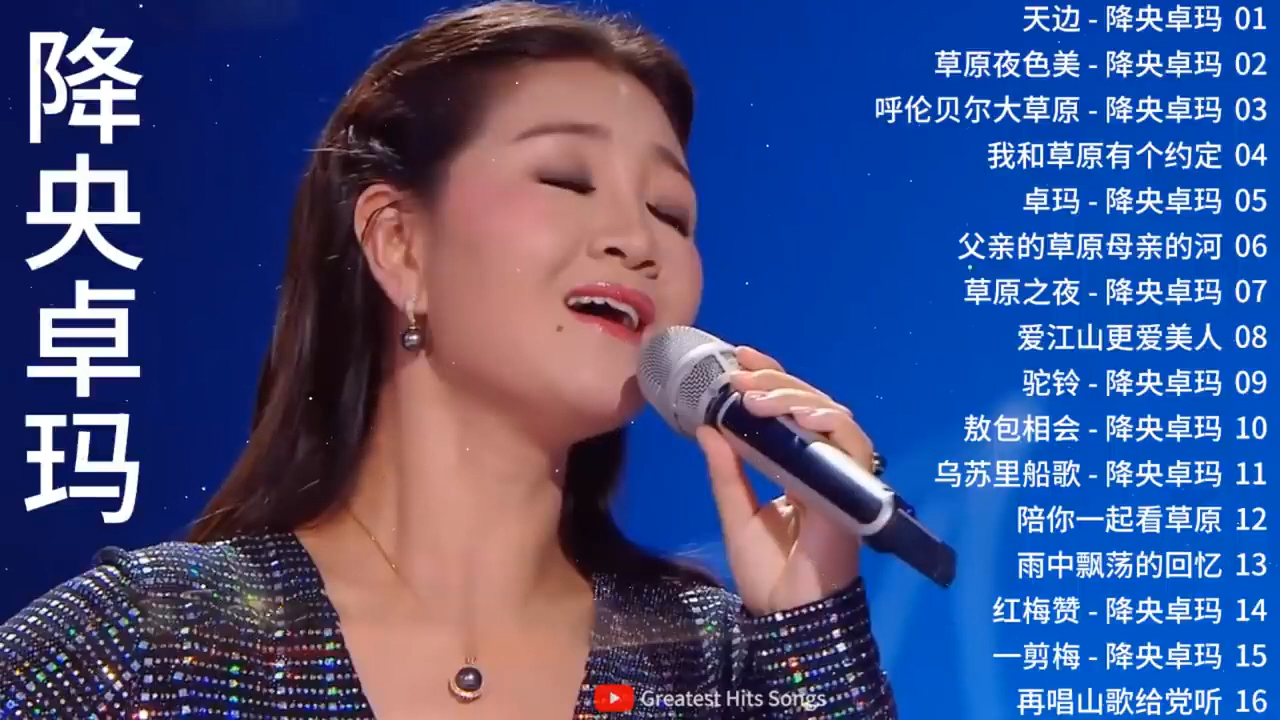 降央卓玛
天边 - 降央卓玛 01
草原夜色美 - 降央卓玛 02
呼伦贝尔大草原 - 降央卓玛 03
我和草原有个约定 04
卓玛 - 降央卓玛 05
父亲的草原母亲的河 06
草原之夜 - 降央卓玛 07
爱江山更爱美人 08
驼铃 - 降央卓玛 09
敖包相会 - 降央卓玛 10
乌苏里船歌 - 降央卓玛 11
陪你一起看草原 12
雨中飘荡的回忆 13
红梅赞 - 降央卓玛 14
一剪梅 - 降央卓玛 15
再唱山歌给党听 16
Greatest Hits Songs